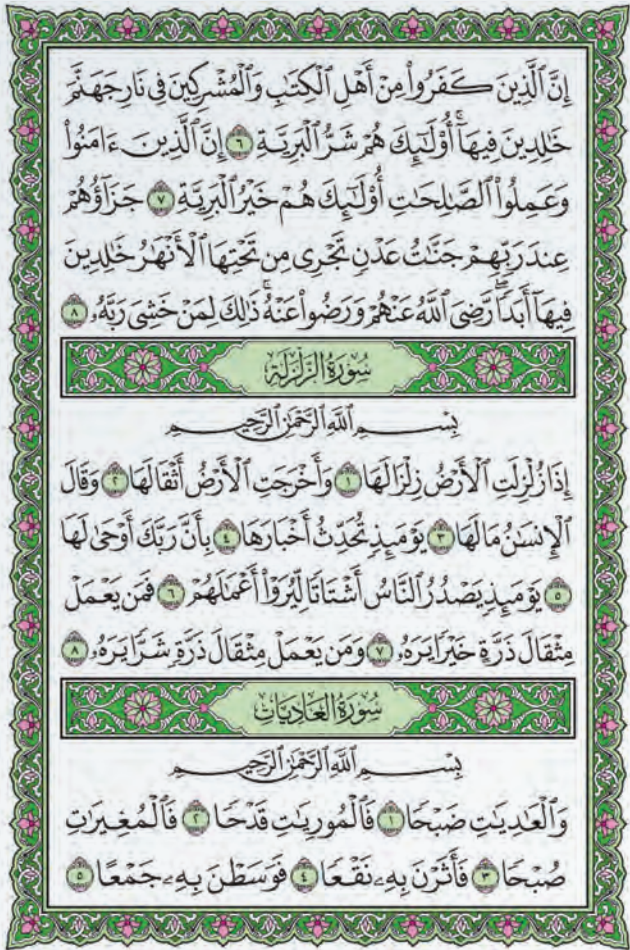 إِنَّ ٱلَّذِينَ كَفَرُوا۟ مِنْ أَهْلِ ٱلْكِتَٰبِ وَٱلْمُشْرِكِينَ فِى نَارِ جَهَنَّمَ
خَٰلِدِينَ فِيهَآ ۚ أُو۟لَٰٓئِكَ هُمْ شَرُّ ٱلْبَرِيَّةِ ٦ إِنَّ ٱلَّذِينَ ءَامَنُوا۟
وَعَمِلُوا۟ ٱلصَّٰلِحَٰتِ أُو۟لَٰٓئِكَ هُمْ خَيْرُ ٱلْبَرِيَّةِ ٧ جَزَآؤُهُمْ
عِندَ رَبِّهِمْ جَنَّٰتُ عَدْنٍ تَجْرِى مِن تَحْتِهَا ٱلْأَنْهَٰرُ خَٰلِدِينَ
فِيهَآ أَبَدًا ۖ رَّضِىَ ٱللَّهُ عَنْهُمْ وَرَضُوا۟ عَنْهُ ۚ ذَٰلِكَ لِمَنْ خَشِىَ رَبَّهُۥ ٨
سُورَةُ الزَّلْزَلَةِ
بِسْمِ ٱللَّهِ ٱلرَّحْمَٰنِ ٱلرَّحِيمِ
إِذَا زُلْزِلَتِ ٱلْأَرْضُ زِلْزَالَهَا ١ وَأَخْرَجَتِ ٱلْأَرْضُ أَثْقَالَهَا ٢ وَقَالَ
ٱلْإِنسَٰنُ مَا لَهَا ٣ يَوْمَئِذٍ تُحَدِّثُ أَخْبَارَهَا ٤ بِأَنَّ رَبَّكَ أَوْحَىٰ لَهَا
٥ يَوْمَئِذٍ يَصْدُرُ ٱلنَّاسُ أَشْتَاتًا لِّيُرَوْا۟ أَعْمَٰلَهُمْ ٦ فَمَن يَعْمَلْ
مِثْقَالَ ذَرَّةٍ خَيْرًا يَرَهُۥ ٧ وَمَن يَعْمَلْ مِثْقَالَ ذَرَّةٍ شَرًّا يَرَهُۥ ٨
سُورَةُ العَادِيَاتِ
بِسْمِ ٱللَّهِ ٱلرَّحْمَٰنِ ٱلرَّحِيمِ
وَٱلْعَٰدِيَٰتِ ضَبْحًا ١ فَٱلْمُورِيَٰتِ قَدْحًا ٢ فَٱلْمُغِيرَٰتِ
صُبْحًا ٣ فَأَثَرْنَ بِهِۦ نَقْعًا ٤ فَوَسَطْنَ بِهِۦ جَمْعًا ٥